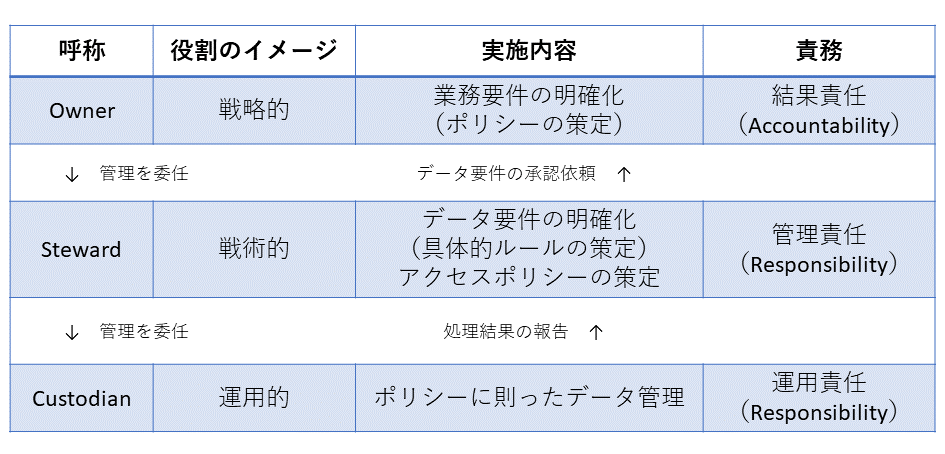 呼称 役割のイメージ 実施内容 責務
Owner 戦略的 業務要件の明確化
（ポリシーの策定） 結果責任
（Accountability）
↓ 管理を委任 データ要件の承認依頼 ↑
Steward 戦術的 データ要件の明確化
（具体的ルールの策定）
アクセスポリシーの策定 管理責任
（Responsibility）
↓ 管理を委任 処理結果の報告 ↑
Custodian 運用的 ポリシーに則ったデータ管理 運用責任
（Responsibility）